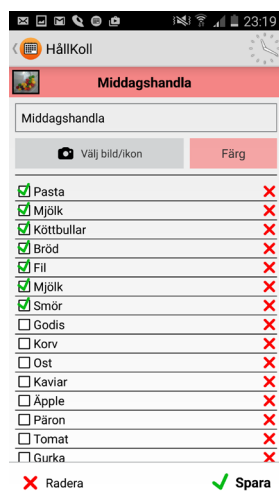 23:19
HållKoll
Middagshandla
Middagshandla
Välj bild/ikon
Färg
Pasta
Mjölk
Köttbullar
Bröd
Fil
Mjölk
Smör
Godis
Korv
Ost
Kaviar
Äpple
Päron
Tomat
Gurka
Radera
Spara